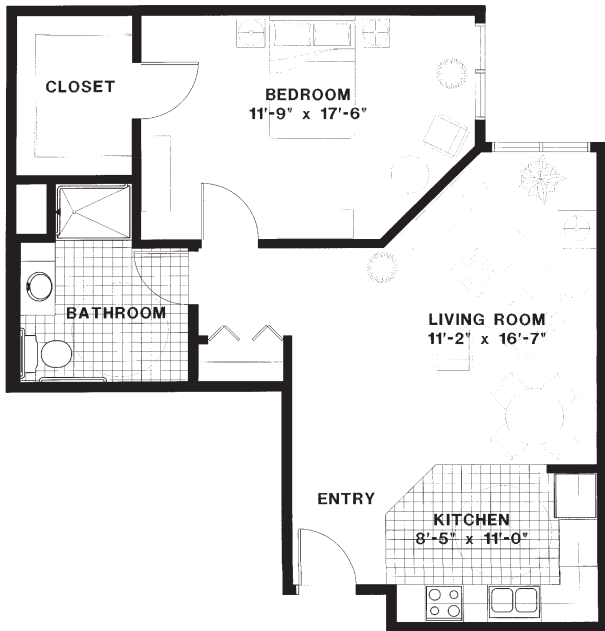 CLOSET
BEDROOM
11'-9" x 17'-6"
BATHROOM
LIVING ROOM
11'-2" x 16'-7"
ENTRY
KITCHEN
8'-5" x 11'-0"